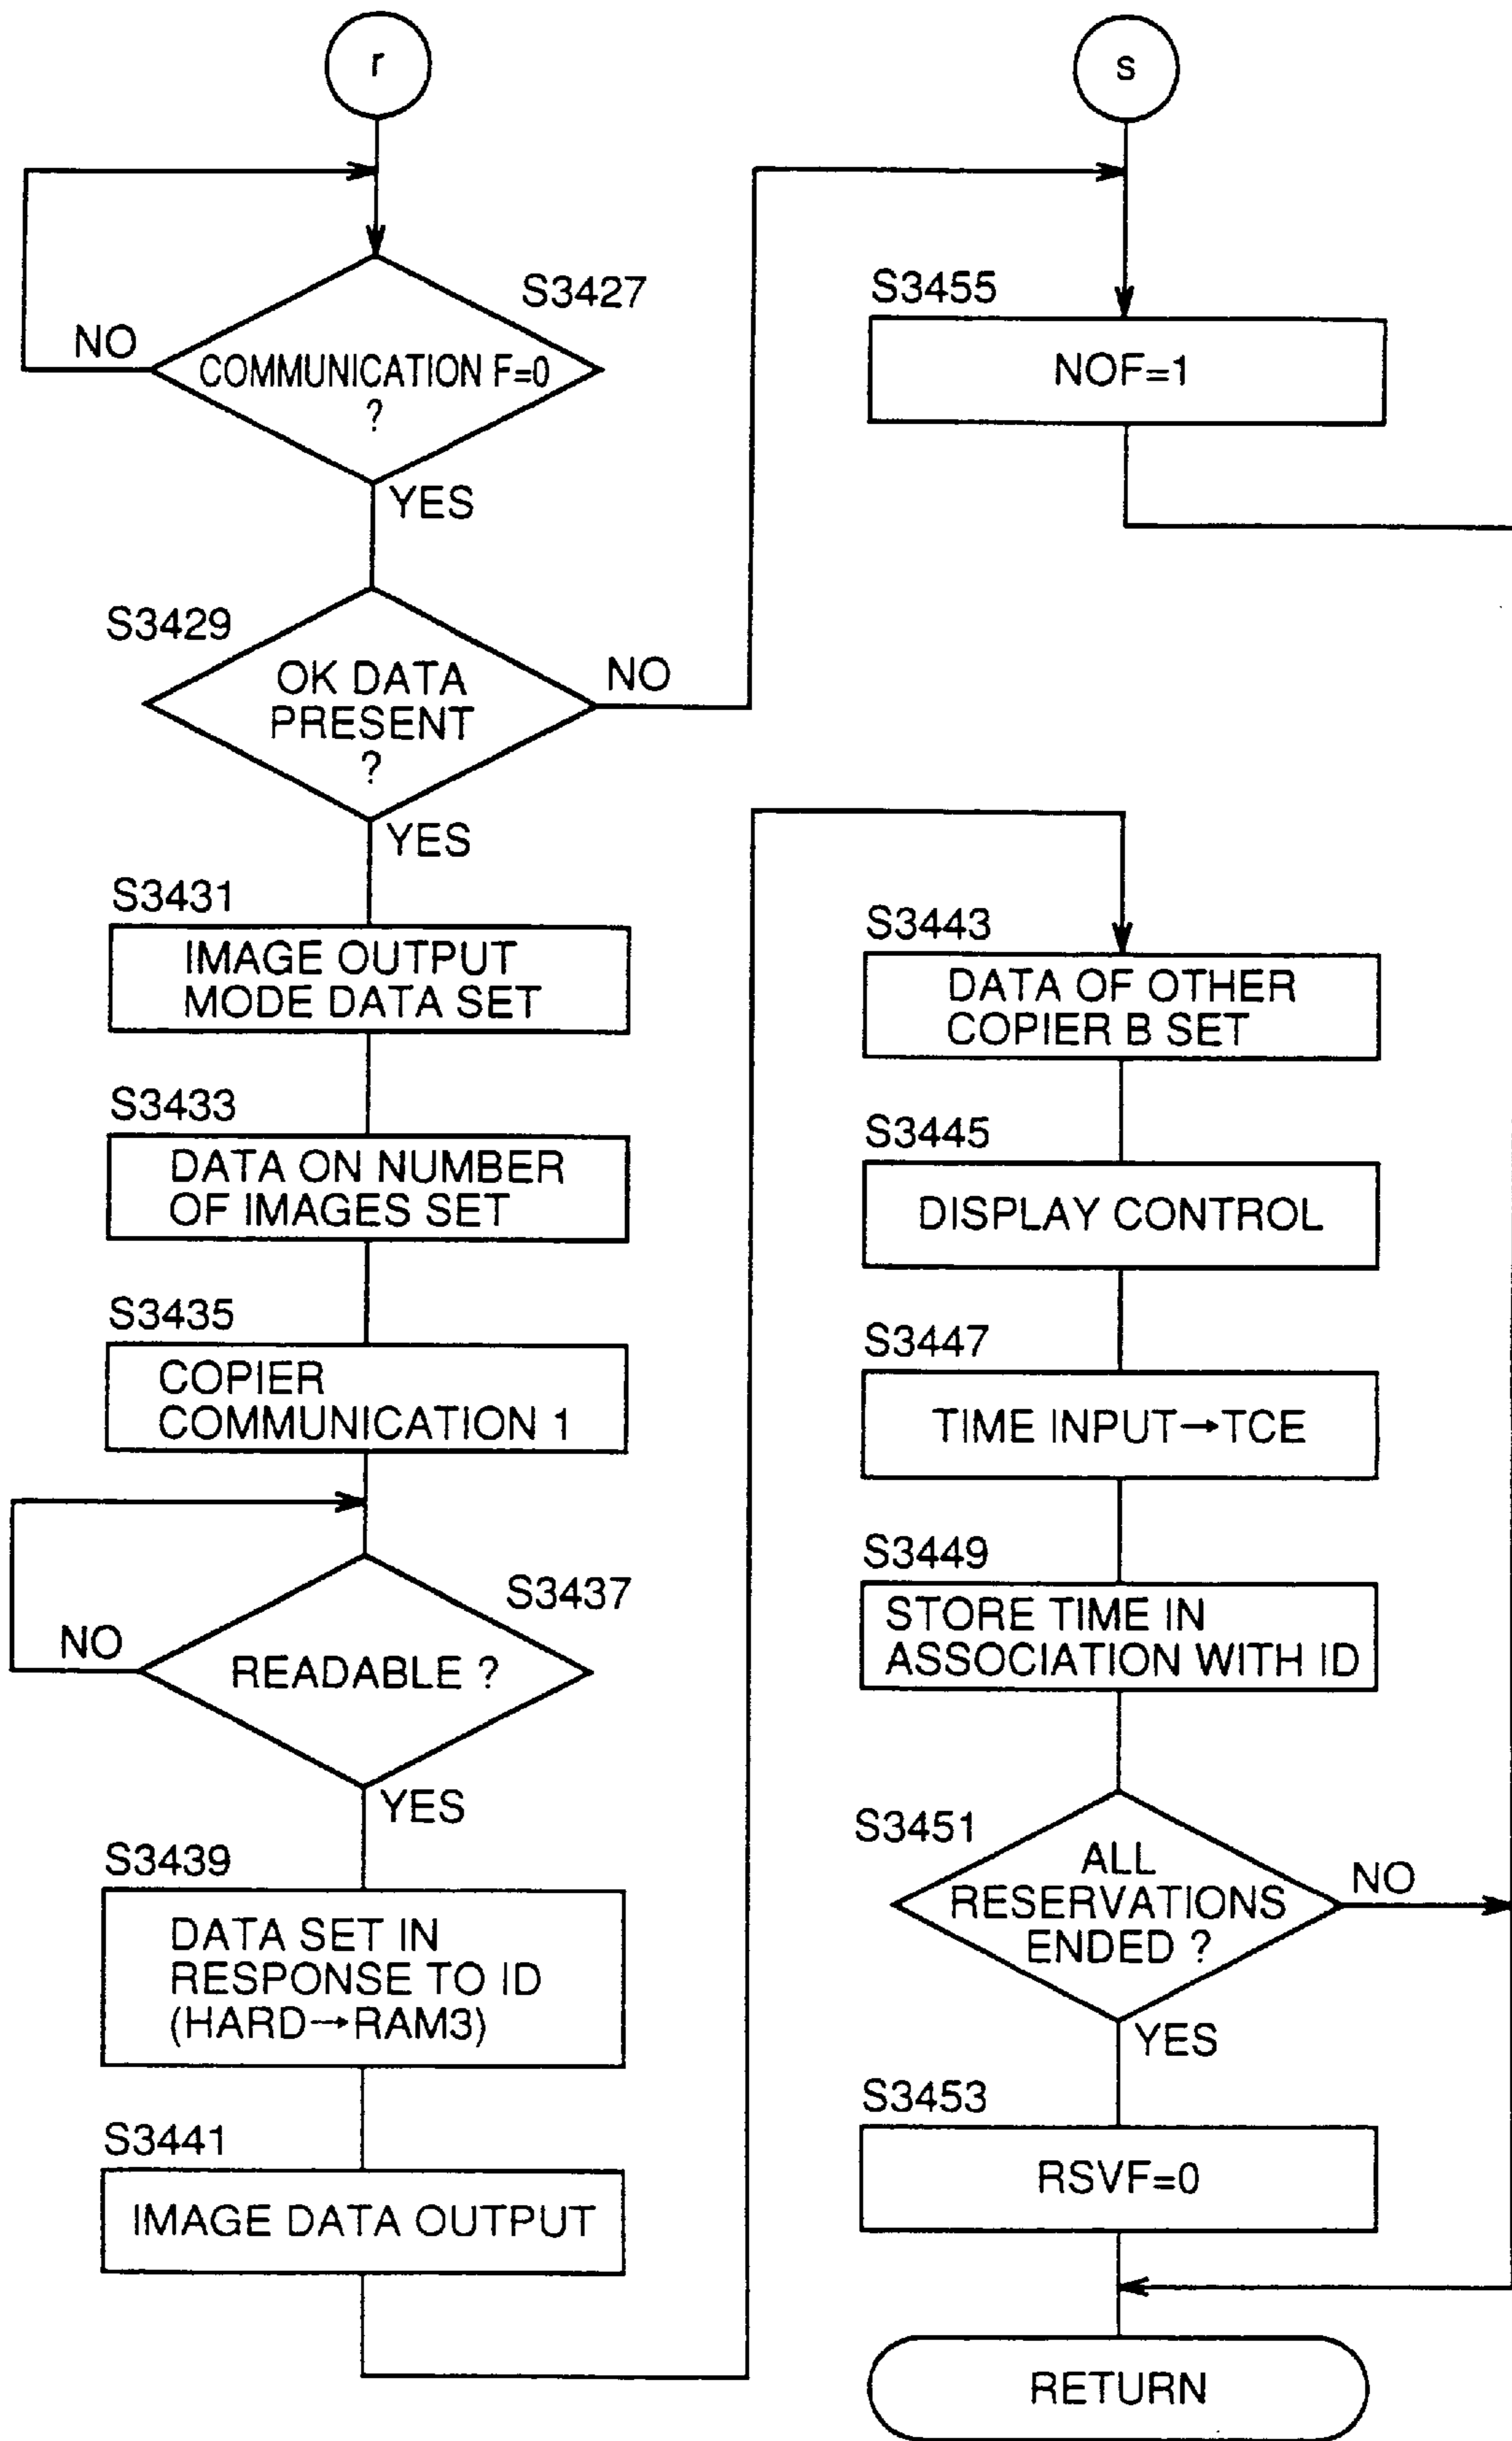 r
S3427
NO
COMMUNICATION F=0
?
YES
S3429
OK DATA
PRESENT
?
NO
YES
S3431
IMAGE OUTPUT
MODE DATA SET
S3433
DATA ON NUMBER
OF IMAGES SET
S3435
COPIER
COMMUNICATION 1
S3437
NO
READABLE ?
YES
S3439
DATA SET IN
RESPONSE TO ID
(HARD→RAM3)
S3441
IMAGE DATA OUTPUT
s
S3455
NOF=1
S3443
DATA OF OTHER
COPIER B SET
S3445
DISPLAY CONTROL
S3447
TIME INPUT→TCE
S3449
STORE TIME IN
ASSOCIATION WITH ID
S3451
ALL
RESERVATIONS
ENDED ?
NO
YES
S3453
RSVF=0
RETURN